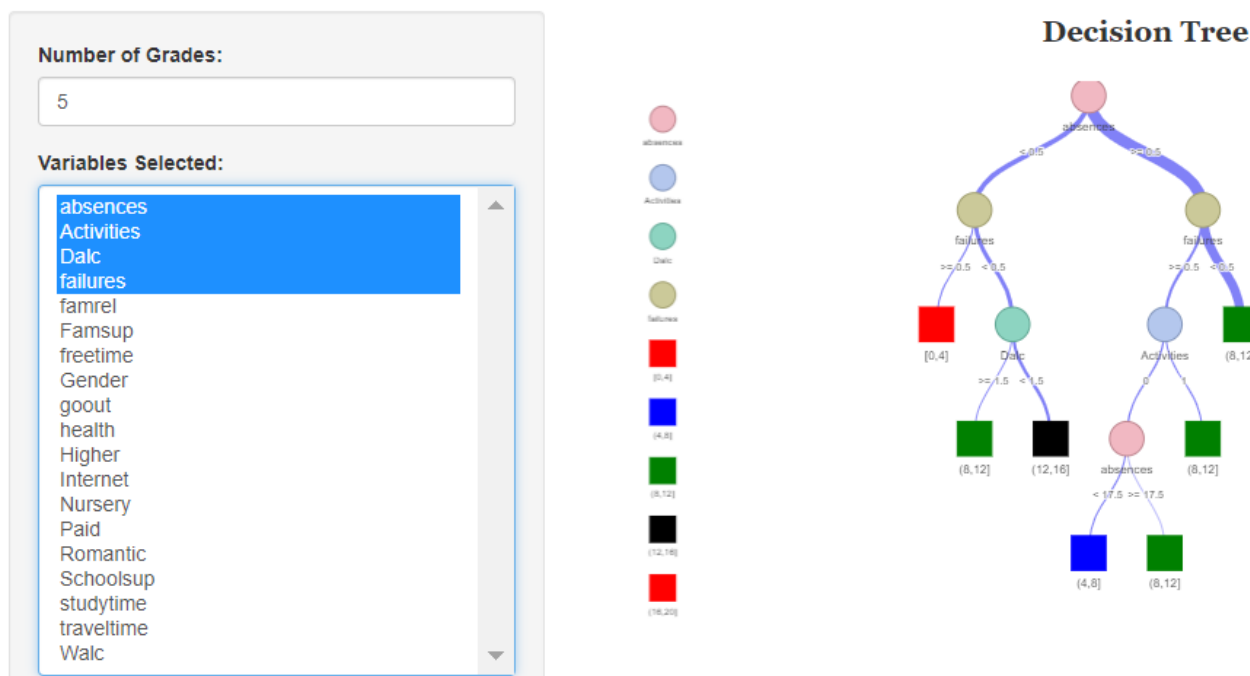 Decision Tree
Number of Grades:
5
Variables Selected:
absences
Activities
Dalc
failures
famrel
Famsup
freetime
Gender
goout
health
Higher
Internet
Nursery
Paid
Romantic
Schoolsup
studytime
traveltime
Walc
absences
Activities
Dalc
failures
[0,4]
(4,8]
(8,12]
(12,16]
(16,20]
absences
< 0.5 >= 0.5
failures failures
>= 0.5 < 0.5 >= 0.5 < 0.5
[0,4] Dalc Activities (8,12
>= 1.5 < 1.5 0 1
(8,12] (12,16] absences (8,12]
< 17.5 >= 17.5
(4,8] (8,12]